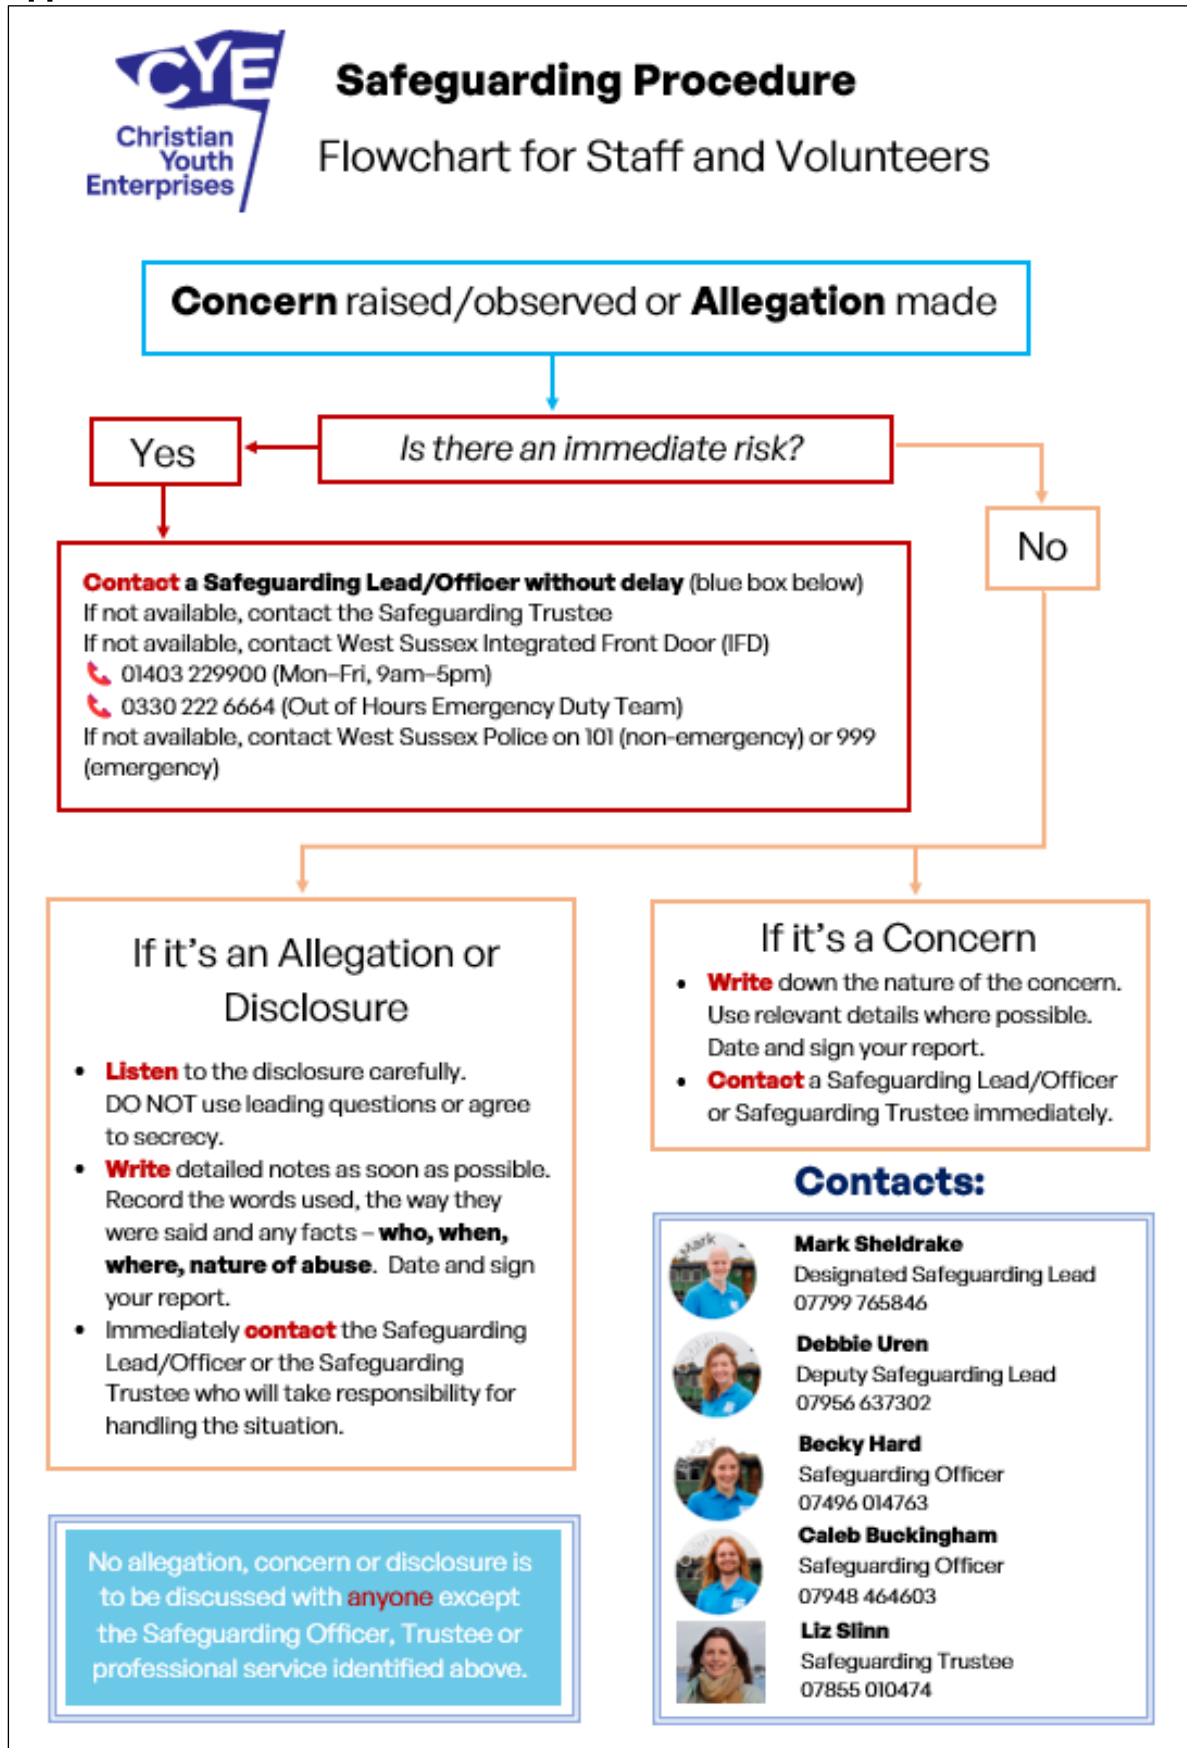 CYE
Christian
Youth
Enterprises
Safeguarding Procedure
Flowchart for Staff and Volunteers
Concern raised/observed or Allegation made
Is there an immediate risk?
Yes
No
Contact a Safeguarding Lead/Officer without delay (blue box below)
If not available, contact the Safeguarding Trustee
If not available, contact West Sussex Integrated Front Door (IFD)
01403 229900 (Mon–Fri, 9am–5pm)
0330 222 6664 (Out of Hours Emergency Duty Team)
If not available, contact West Sussex Police on 101 (non-emergency) or 999
(emergency)
If it's an Allegation or
Disclosure
• Listen to the disclosure carefully.
DO NOT use leading questions or agree
to secrecy.
• Write detailed notes as soon as possible.
Record the words used, the way they
were said and any facts – who, when,
where, nature of abuse. Date and sign
your report.
• Immediately contact the Safeguarding
Lead/Officer or the Safeguarding
Trustee who will take responsibility for
handling the situation.
If it's a Concern
• Write down the nature of the concern.
Use relevant details where possible.
Date and sign your report.
• Contact a Safeguarding Lead/Officer
or Safeguarding Trustee immediately.
Contacts:
Mark
Mark Sheldrake
Designated Safeguarding Lead
07799 765846
Debbie Uren
Deputy Safeguarding Lead
07956 637302
Becky Hard
Safeguarding Officer
07496 014763
Caleb Buckingham
Safeguarding Officer
07948 464603
Liz Slinn
Safeguarding Trustee
07855 010474
No allegation, concern or disclosure is
to be discussed with anyone except
the Safeguarding Officer, Trustee or
professional service identified above.